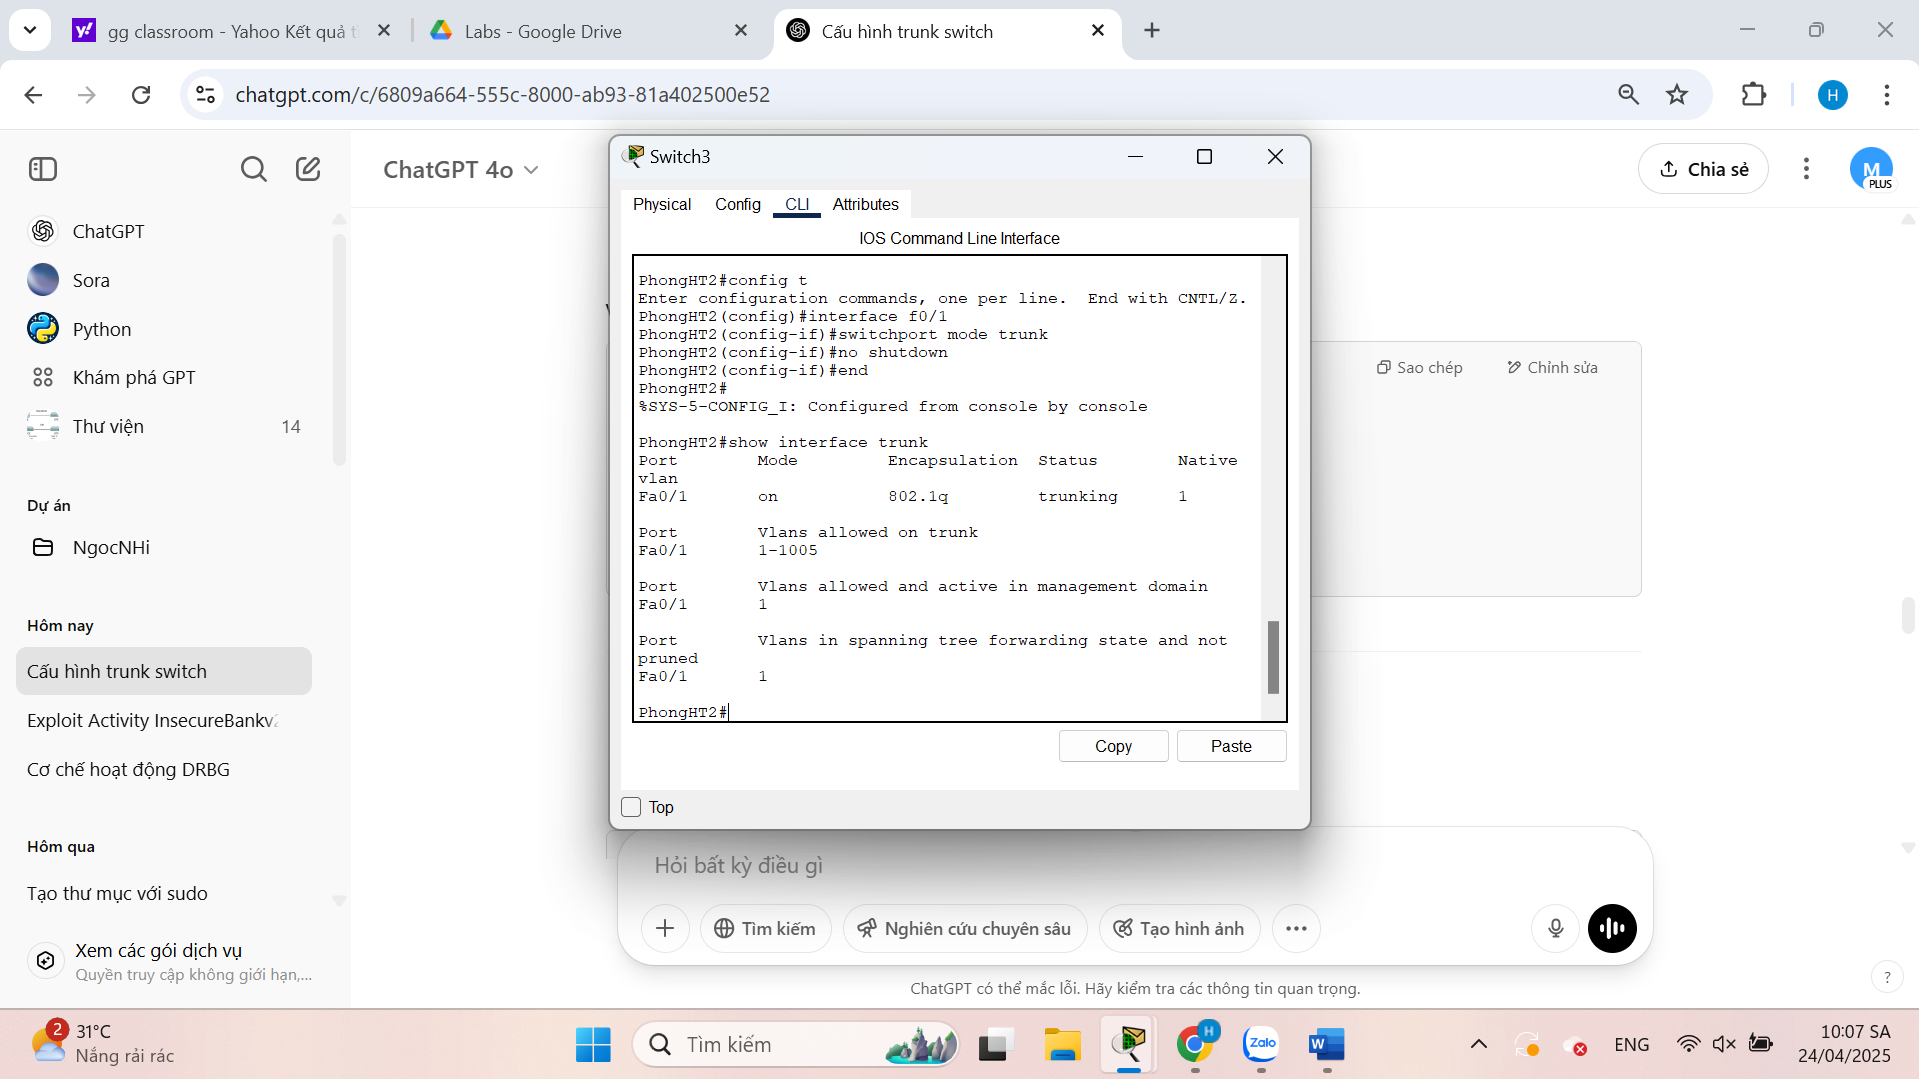 gg classroom - Yahoo Kết quả t
Labs - Google Drive
Cấu hình trunk switch
chatgpt.com/c/6809a664-555c-8000-ab93-81a402500e52
H
ChatGPT 4o
Chia sẻ
M
PLUS
ChatGPT
Sora
Python
Khám phá GPT
Thư viện
14
Dự án
NgocNHi
Hôm nay
Cấu hình trunk switch
Exploit Activity InsecureBankv2
Cơ chế hoạt động DRBG
Hôm qua
Tạo thư mục với sudo
Xem các gói dịch vụ
Quyền truy cập không giới hạn,...
Sao chép
Chỉnh sửa
Switch3
Physical
Config
CLI
Attributes
IOS Command Line Interface
PhongHT2#config t
Enter configuration commands, one per line.  End with CNTL/Z.
PhongHT2(config)#interface f0/1
PhongHT2(config-if)#switchport mode trunk
PhongHT2(config-if)#no shutdown
PhongHT2(config-if)#end
PhongHT2#
%SYS-5-CONFIG_I: Configured from console by console
PhongHT2#show interface trunk
Port        Mode         Encapsulation  Status        Native
vlan
Fa0/1       on           802.1q         trunking      1
Port        Vlans allowed on trunk
Fa0/1       1-1005
Port        Vlans allowed and active in management domain
Fa0/1       1
Port        Vlans in spanning tree forwarding state and not
pruned
Fa0/1       1
PhongHT2#
Copy
Paste
Top
Hỏi bất kỳ điều gì
Tìm kiếm
Nghiên cứu chuyên sâu
Tạo hình ảnh
ChatGPT có thể mắc lỗi. Hãy kiểm tra các thông tin quan trọng.
?
2
31°C
Nắng rải rác
Tìm kiếm
H
Zalo
W
ENG
10:07 SA
24/04/2025